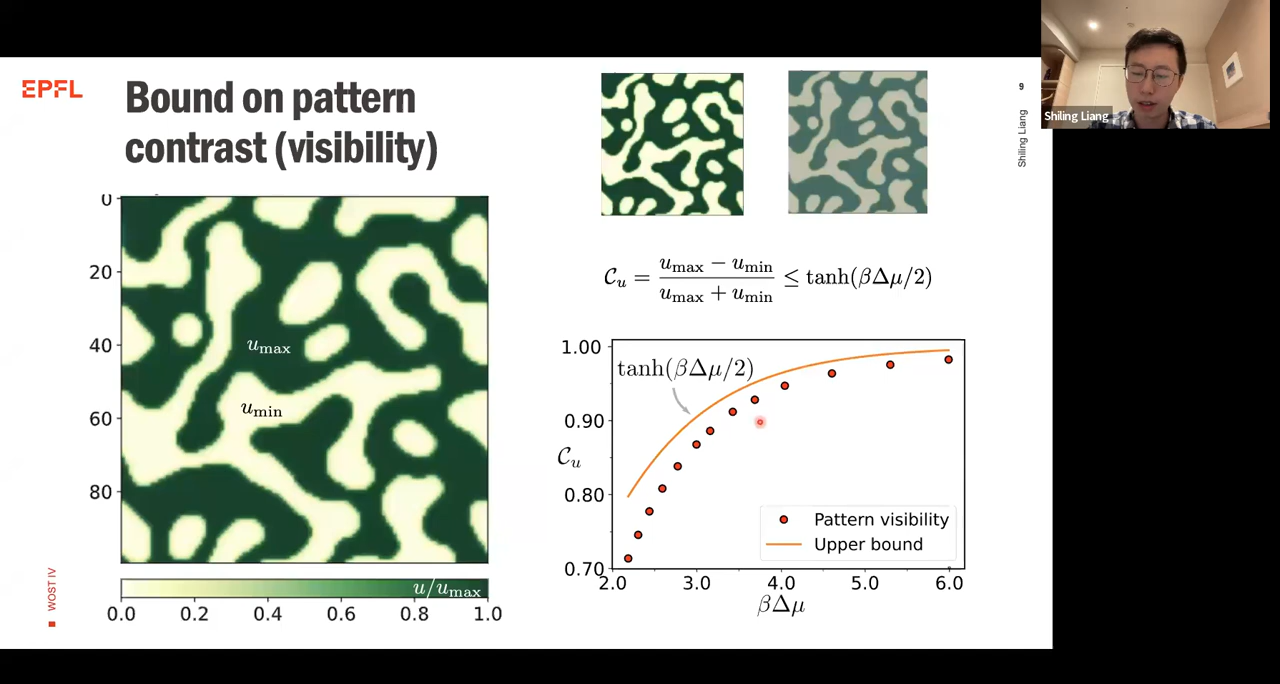 EPFL
Bound on pattern
contrast (visibility)
9
Shiling Liang
Shiling Liang
0
20
40
60
80
u_max
u_min
u/u_max
0.0 0.2 0.4 0.6 0.8 1.0
WOST IV
𝒞_u = (u_max − u_min) / (u_max + u_min) ≤ tanh(βΔμ/2)
1.00
0.90
0.80
0.70
𝒞_u
tanh(βΔμ/2)
Pattern visibility
Upper bound
2.0 3.0 4.0 5.0 6.0
βΔμ